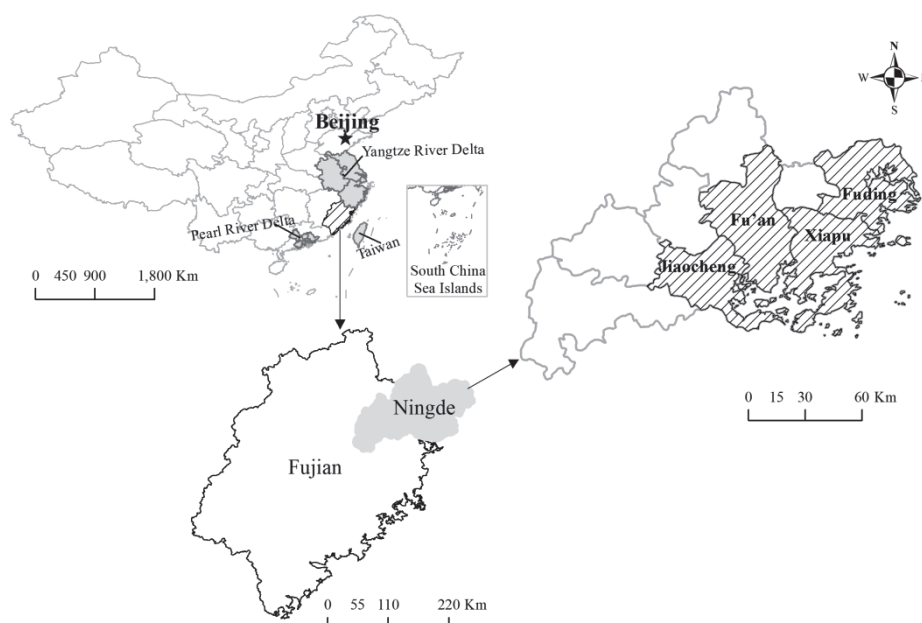 Beijing
Yangtze River Delta
Pearl River Delta
Taiwan
South China
Sea Islands
0 450 900 1,800 Km
N
W
S
Fuding
Fu'an
Xiapu
Jiaocheng
0 15 30 60 Km
Ningde
Fujian
0 55 110 220 Km